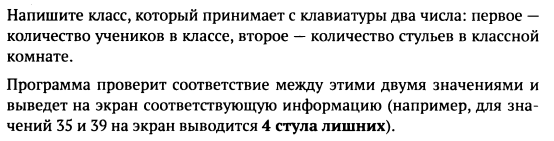 Напишите класс, который принимает с клавиатуры два числа: первое —
количество учеников в классе, второе — количество стульев в классной
комнате.
Программа проверит соответствие между этими двумя значениями и
выведет на экран соответствующую информацию (например, для зна-
чений 35 и 39 на экран выводится 4 стула лишних).